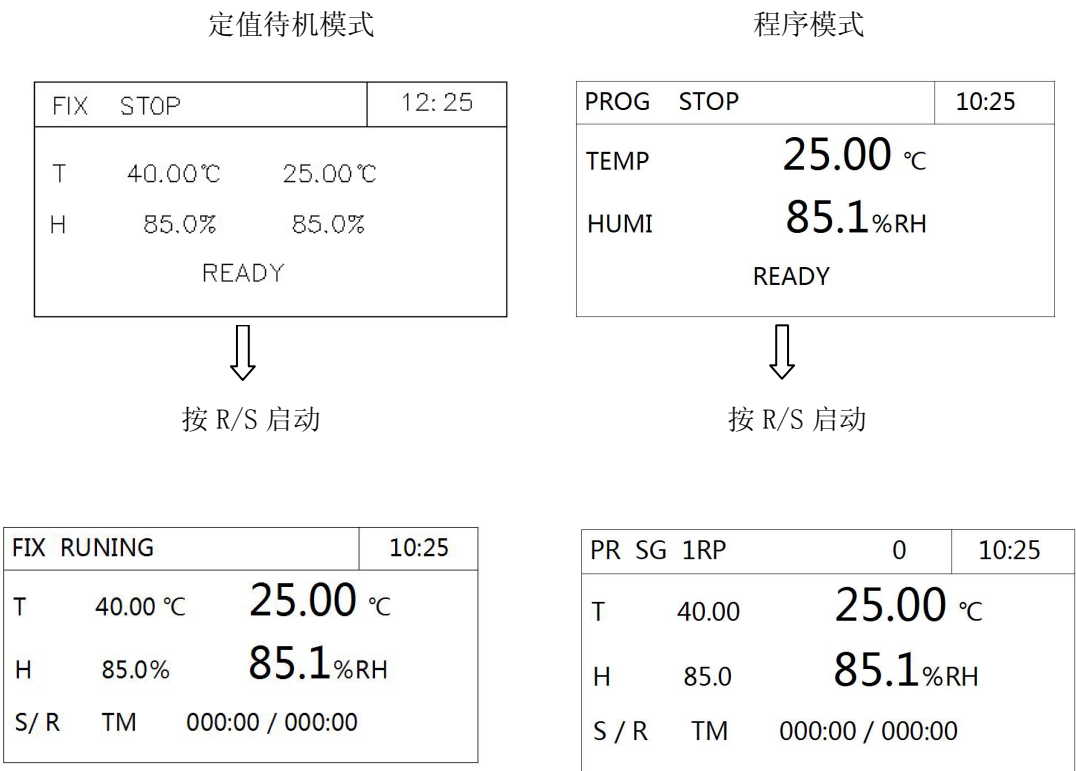 定值待机模式
程序模式
FIX STOP 12:25
T 40.00℃ 25.00℃
H 85.0% 85.0%
READY
PROG STOP 10:25
TEMP 25.00 ℃
HUMI 85.1%RH
READY
按 R/S 启动
按 R/S 启动
FIX RUNING 10:25
T 40.00 ℃ 25.00 ℃
H 85.0% 85.1%RH
S/ R TM 000:00 / 000:00
PR SG 1RP 0 10:25
T 40.00 25.00 ℃
H 85.0 85.1%RH
S / R TM 000:00 / 000:00